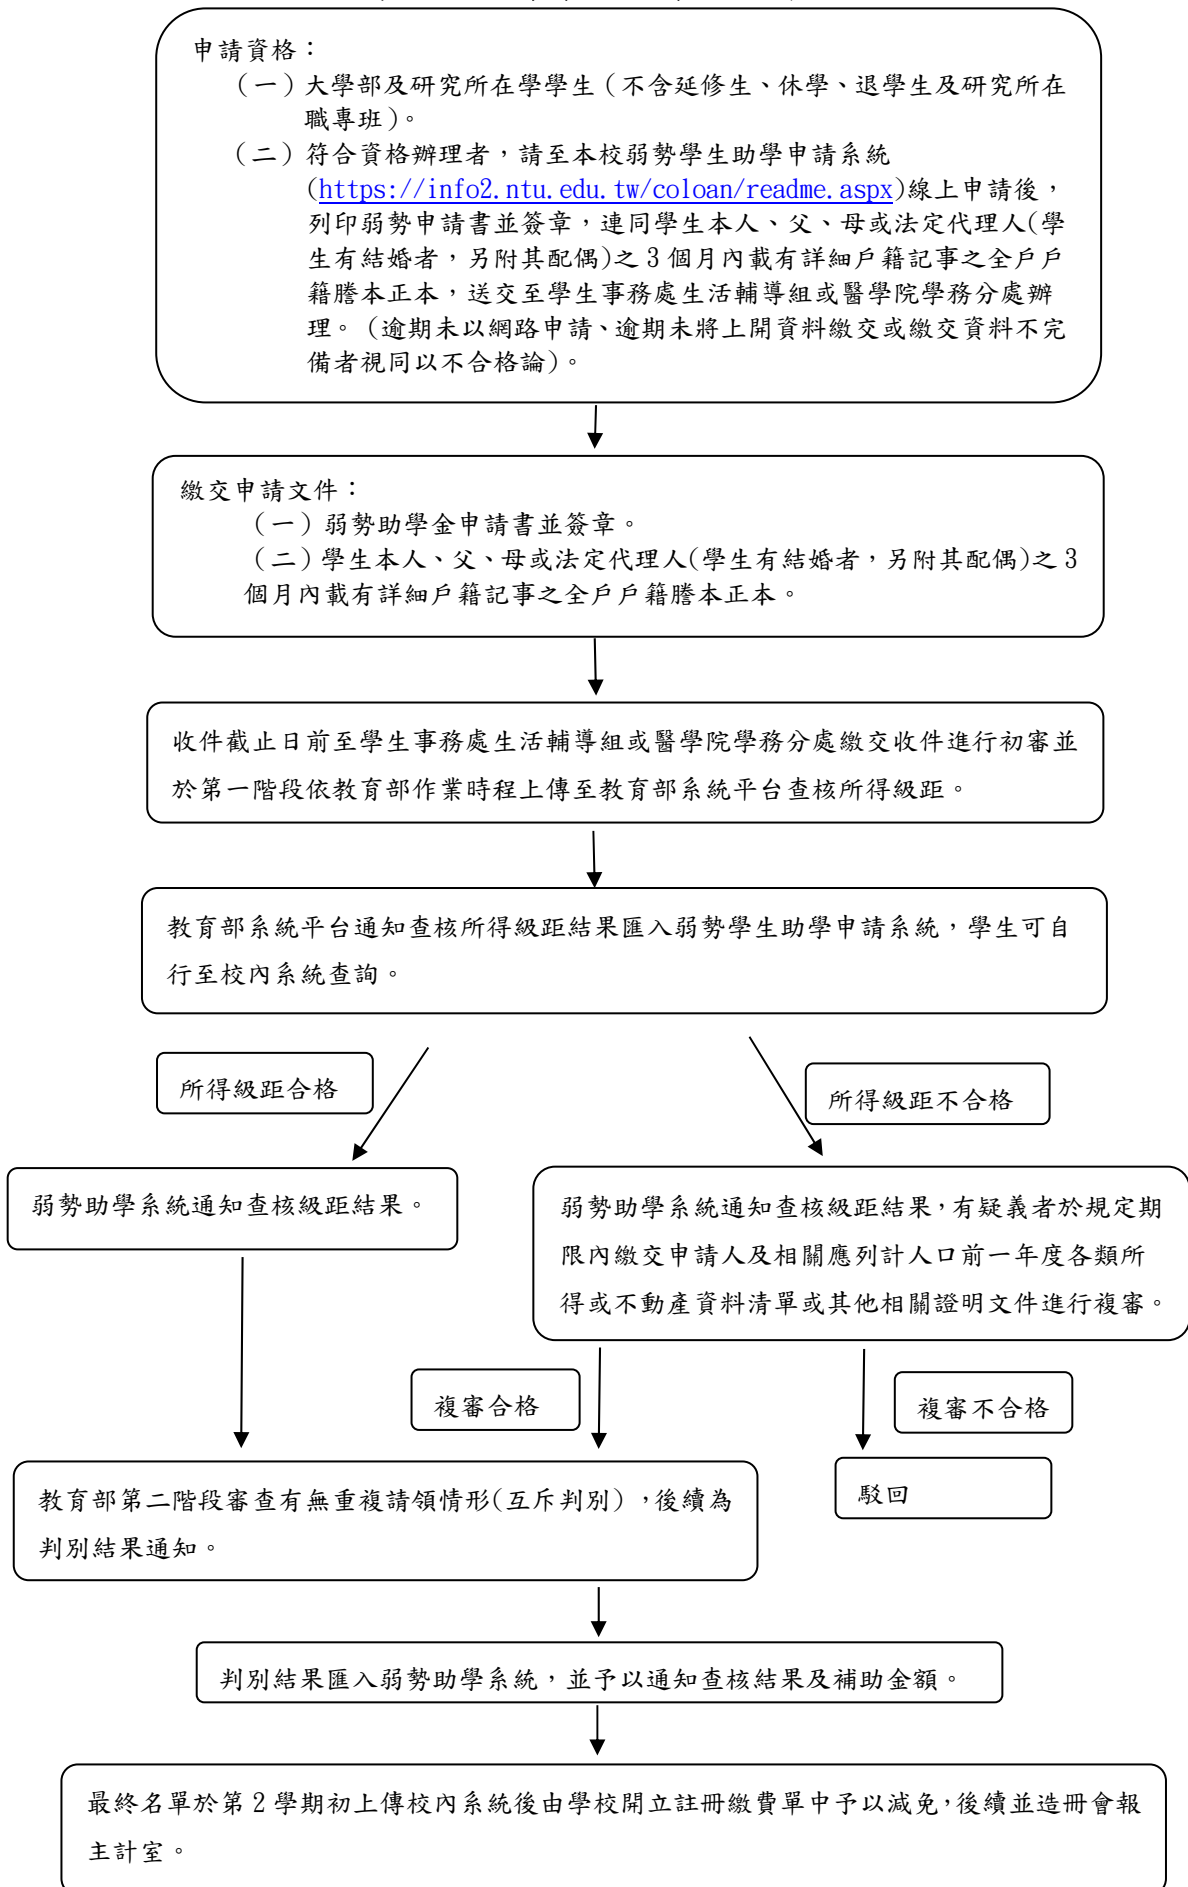 申請資格：
（一）大學部及研究所在學學生（不含延修生、休學、退學生及研究所在
職專班）。
（二）符合資格辦理者，請至本校弱勢學生助學申請系統
(https://info2.ntu.edu.tw/coloan/readme.aspx)線上申請後，
列印弱勢申請書並簽章，連同學生本人、父、母或法定代理人(學
生有結婚者，另附其配偶)之 3 個月內載有詳細戶籍記事之全戶戶
籍謄本正本，送交至學生事務處生活輔導組或醫學院學務分處辦
理。（逾期未以網路申請、逾期未將上開資料繳交或繳交資料不完
備者視同以不合格論）。
繳交申請文件：
（一）弱勢助學金申請書並簽章。
（二）學生本人、父、母或法定代理人(學生有結婚者，另附其配偶)之 3
個月內載有詳細戶籍記事之全戶戶籍謄本正本。
收件截止日前至學生事務處生活輔導組或醫學院學務分處繳交收件進行初審並
於第一階段依教育部作業時程上傳至教育部系統平台查核所得級距。
教育部系統平台通知查核所得級距結果匯入弱勢學生助學申請系統，學生可自
行至校內系統查詢。
所得級距合格
所得級距不合格
弱勢助學系統通知查核級距結果。
弱勢助學系統通知查核級距結果，有疑義者於規定期
限內繳交申請人及相關應列計人口前一年度各類所
得或不動產資料清單或其他相關證明文件進行複審。
複審合格
複審不合格
教育部第二階段審查有無重複請領情形(互斥判別)，後續為
判別結果通知。
駁回
判別結果匯入弱勢助學系統，並予以通知查核結果及補助金額。
最終名單於第 2 學期初上傳校內系統後由學校開立註冊繳費單中予以減免，後續並造冊會報
主計室。